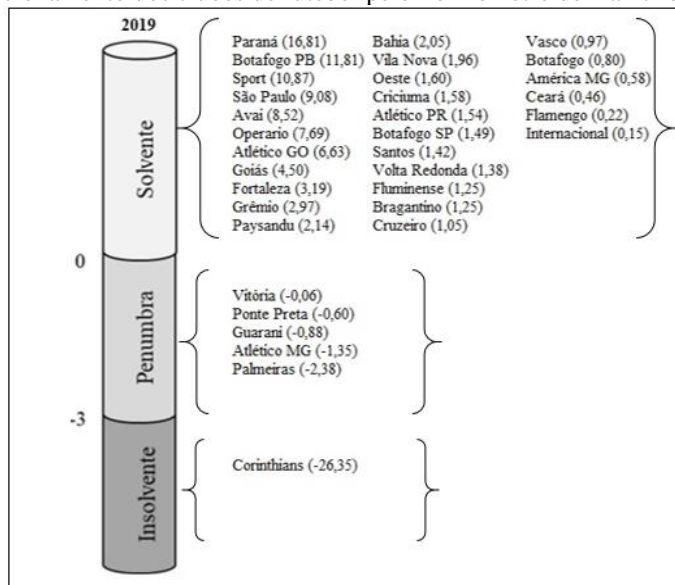 2019
Paraná (16,81)
Botafogo PB (11,81)
Sport (10,87)
São Paulo (9,08)
Avaí (8,52)
Operario (7,69)
Atlético GO (6,63)
Goiás (4,50)
Fortaleza (3,19)
Grêmio (2,97)
Paysandu (2,14)
Bahia (2,05)
Vila Nova (1,96)
Oeste (1,60)
Criciuma (1,58)
Atlético PR (1,54)
Botafogo SP (1,49)
Santos (1,42)
Volta Redonda (1,38)
Fluminense (1,25)
Bragantino (1,25)
Cruzeiro (1,05)
Vasco (0,97)
Botafogo (0,80)
América MG (0,58)
Ceará (0,46)
Flamengo (0,22)
Internacional (0,15)
Solvente
0
Vitória (-0,06)
Ponte Preta (-0,60)
Guarani (-0,88)
Atlético MG (-1,35)
Palmeiras (-2,38)
Penumbra
-3
Corinthians (-26,35)
Insolvente